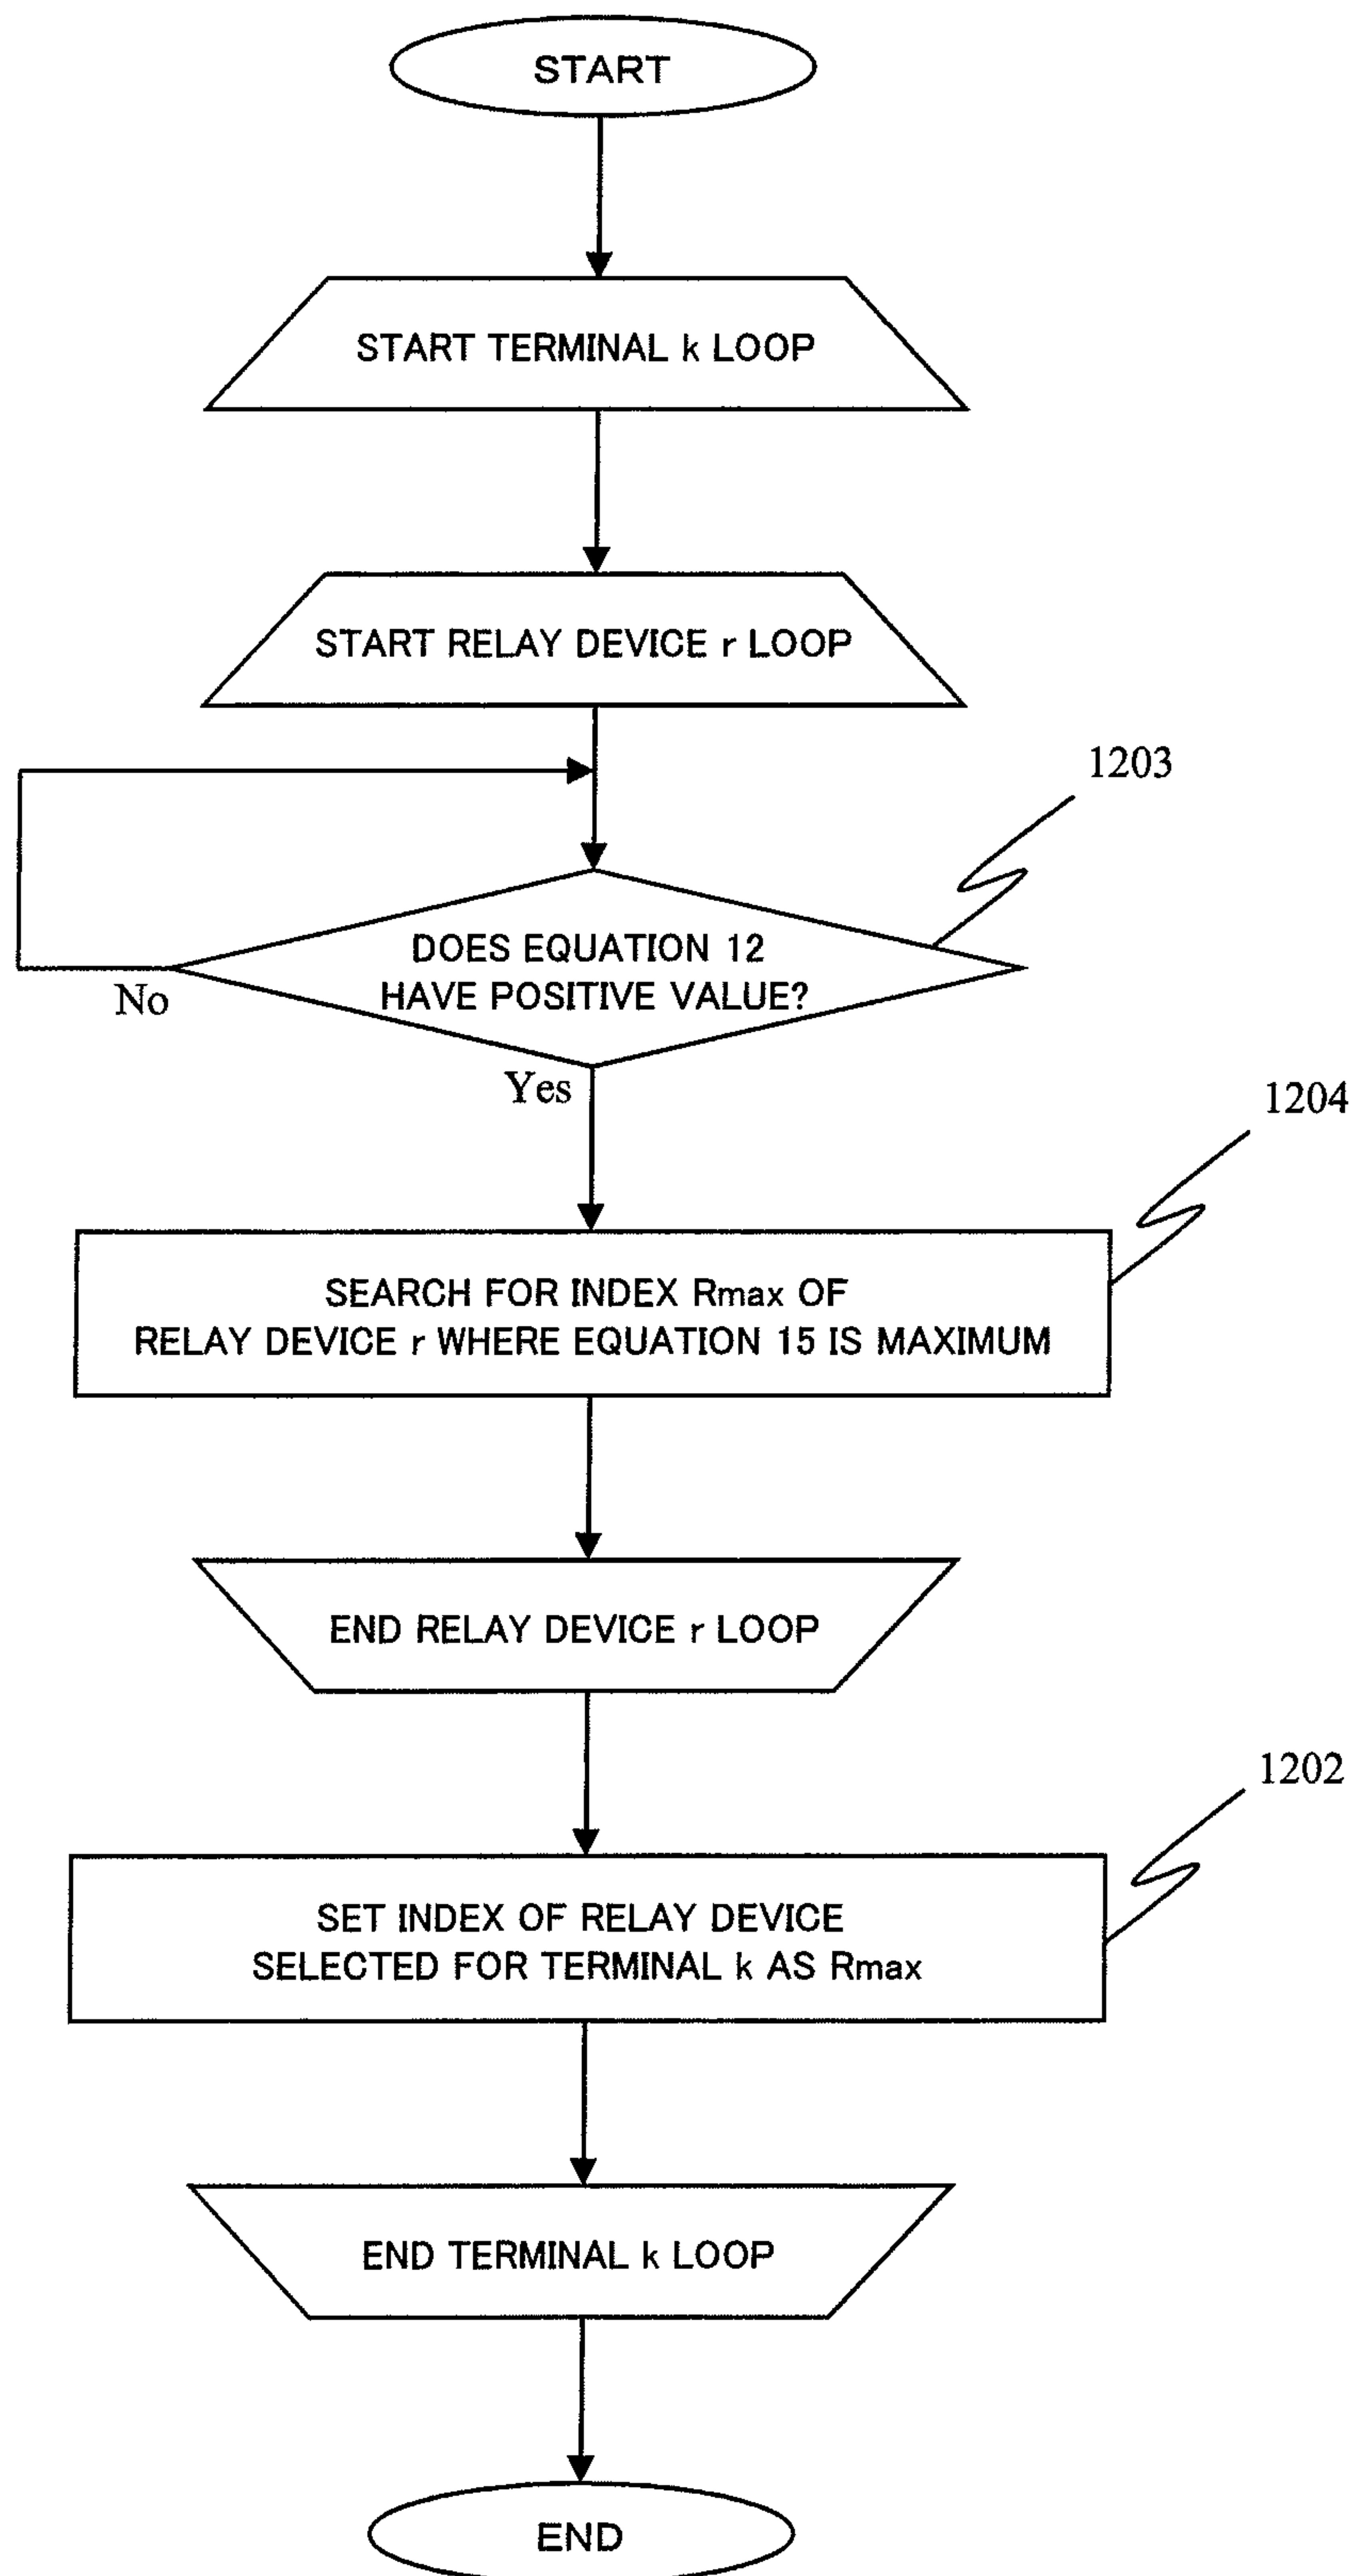 START
START TERMINAL k LOOP
START RELAY DEVICE r LOOP
1203
DOES EQUATION 12
HAVE POSITIVE VALUE?
No
Yes
1204
SEARCH FOR INDEX Rmax OF
RELAY DEVICE r WHERE EQUATION 15 IS MAXIMUM
END RELAY DEVICE r LOOP
1202
SET INDEX OF RELAY DEVICE
SELECTED FOR TERMINAL k AS Rmax
END TERMINAL k LOOP
END